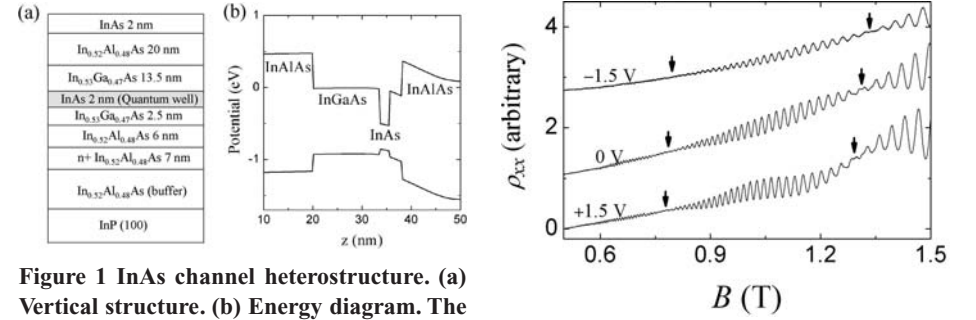 (a)
InAs 2 nm
In0.52Al0.48As 20 nm
In0.53Ga0.47As 13.5 nm
InAs 2 nm (Quantum well)
In0.53Ga0.47As 2.5 nm
In0.52Al0.48As 6 nm
n+ In0.52Al0.48As 7 nm
In0.52Al0.48As (buffer)
InP (100)
(b)
Potential (eV)
1
0
-1
InAlAs
InGaAs
InAs
InAlAs
10 20 30 40 50
z (nm)
Figure 1 InAs channel heterostructure. (a)
Vertical structure. (b) Energy diagram. The
ρxx (arbitrary)
4
2
0
−1.5 V
0 V
+1.5 V
0.6 0.9 1.2 1.5
B (T)